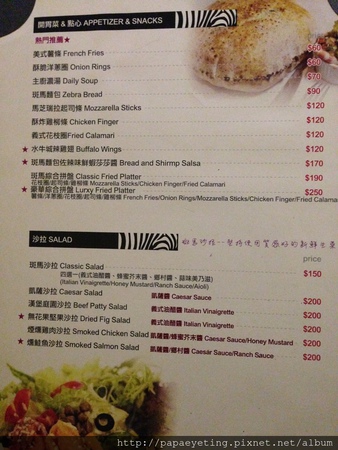 開胃菜 & 點心 APPETIZER & SNACKS
熱門推薦★
美式薯條 French Fries $60
酥脆洋蔥圈 Onion Rings $60
主廚濃湯 Daily Soup $70
斑馬麵包 Zebra Bread $90
馬芝瑞拉起司條 Mozzarella Sticks $120
酥炸雞柳條 Chicken Finger $120
義式花枝圈Fried Calamari $120
★ 水牛城辣雞翅 Buffalo Wings $120
★ 斑馬麵包佐辣味鮮蝦莎莎醬 Bread and Shirmp Salsa $170
斑馬綜合拼盤 Classic Fried Platter $190
花枝圈/起司條/雞柳條 Mozzarella Sticks/Chicken Finger/Fried Calamari
★ 豪華綜合拼盤 Lurxy Fried Platter $250
薯條/洋蔥圈/花枝圈/起司條/雞柳條 French Fries/Onion Rings/Mozzarella Sticks/Chicken Finger/Fried Calamari
沙拉 SALAD
price
斑馬沙拉 Classic Salad $150
四選一(義式油醋醬、蜂蜜芥末醬、鄉村醬、蒜味美乃滋)
(Italian Vinaigrette/Honey Mustard/Ranch Sauce/Aioli)
凱薩沙拉 Caesar Salad 凱薩醬 Caesar Sauce $200
漢堡庭園沙拉 Beef Patty Salad 義式油醋醬 Italian Vinaigrette $200
★ 無花果堅果沙拉 Dried Fig Salad 義式油醋醬 Italian Vinaigrette $200
煙燻雞肉沙拉 Smoked Chicken Salad 凱薩醬/蜂蜜芥末醬 Caesar Sauce/Honey Mustard $200
★ 燻鮭魚沙拉 Smoked Salmon Salad 凱薩醬/鄉村醬 Caesar Sauce/Ranch Sauce $200
http://papaeyeting.pixnet.net/album